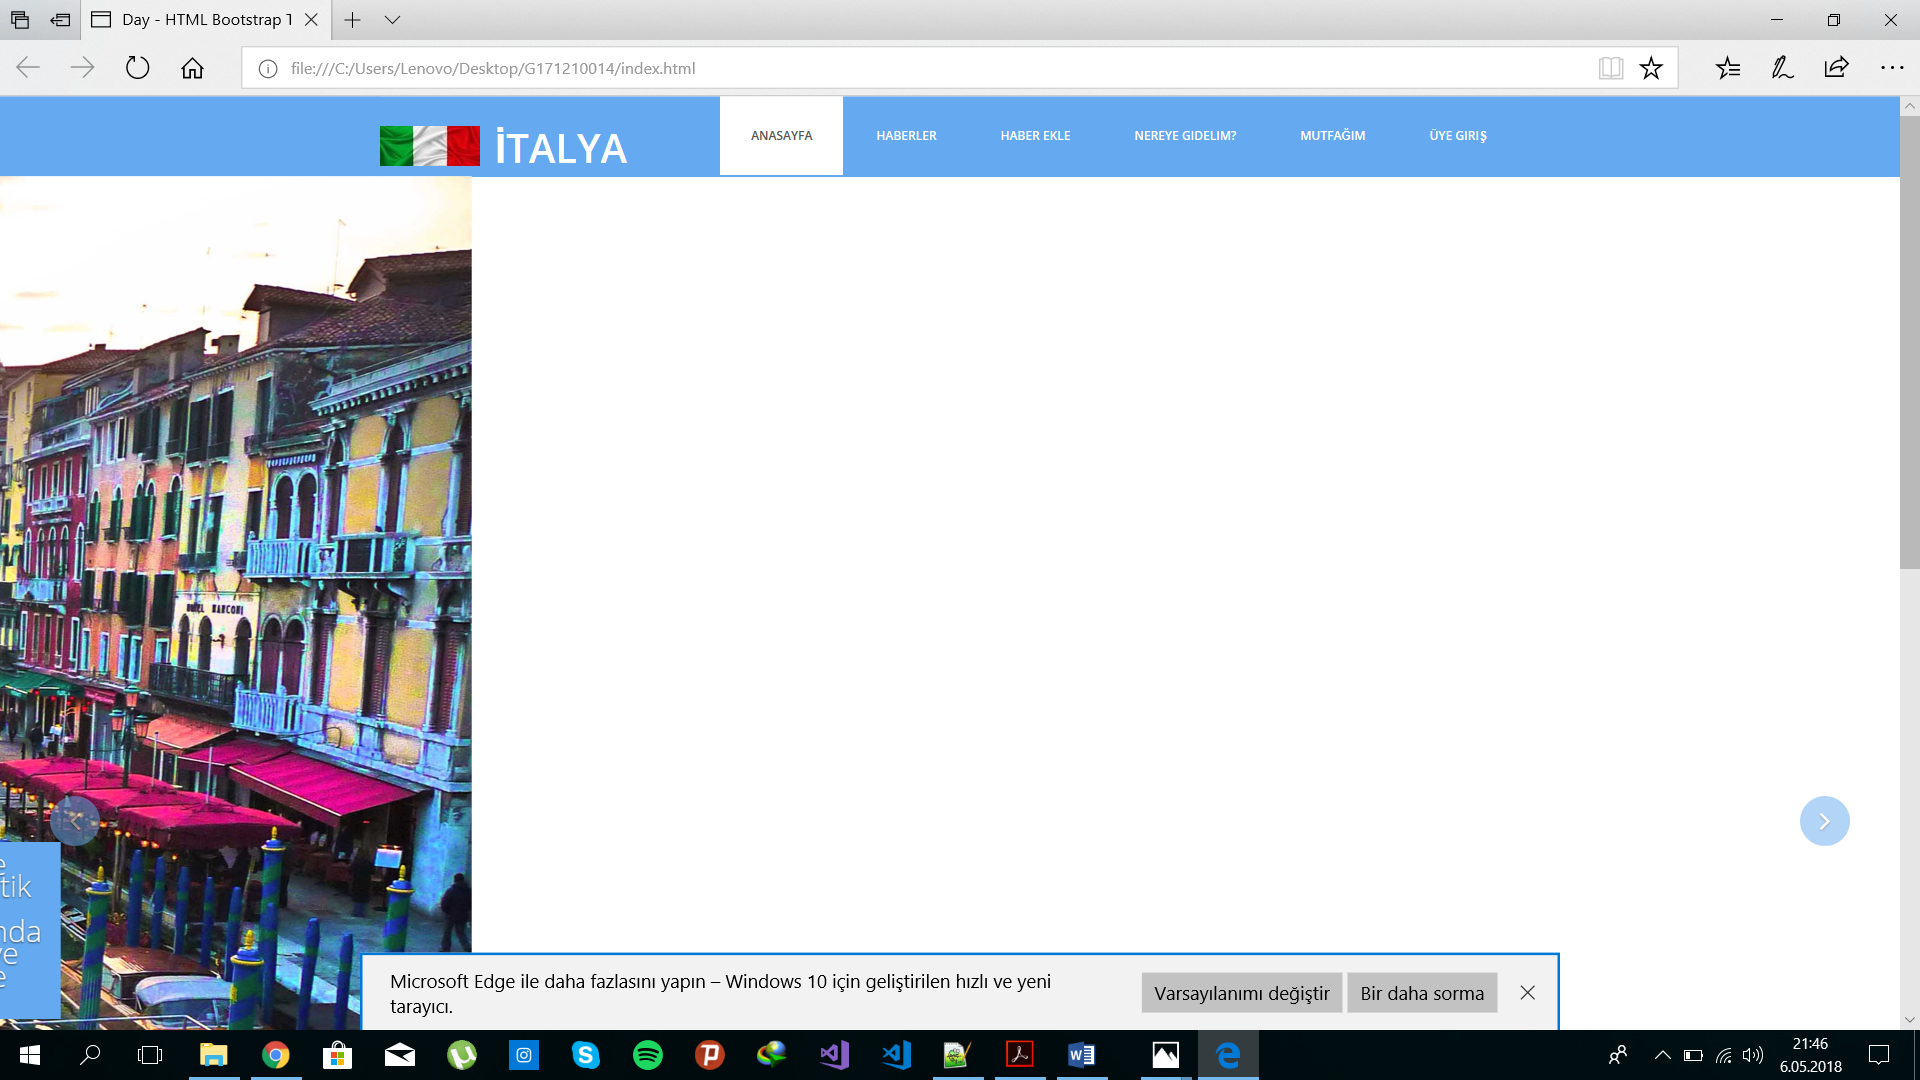 Day - HTML Bootstrap T
file:///C:/Users/Lenovo/Desktop/G171210014/index.html
İTALYA
ANASAYFA
HABERLER
HABER EKLE
NEREYE GIDELIM?
MUTFAĞIM
ÜYE GIRIŞ
HOTEL MARCONI
e
tik
nda
ve
e
Microsoft Edge ile daha fazlasını yapın – Windows 10 için geliştirilen hızlı ve yeni
tarayıcı.
Varsayılanımı değiştir
Bir daha sorma
21:46
6.05.2018